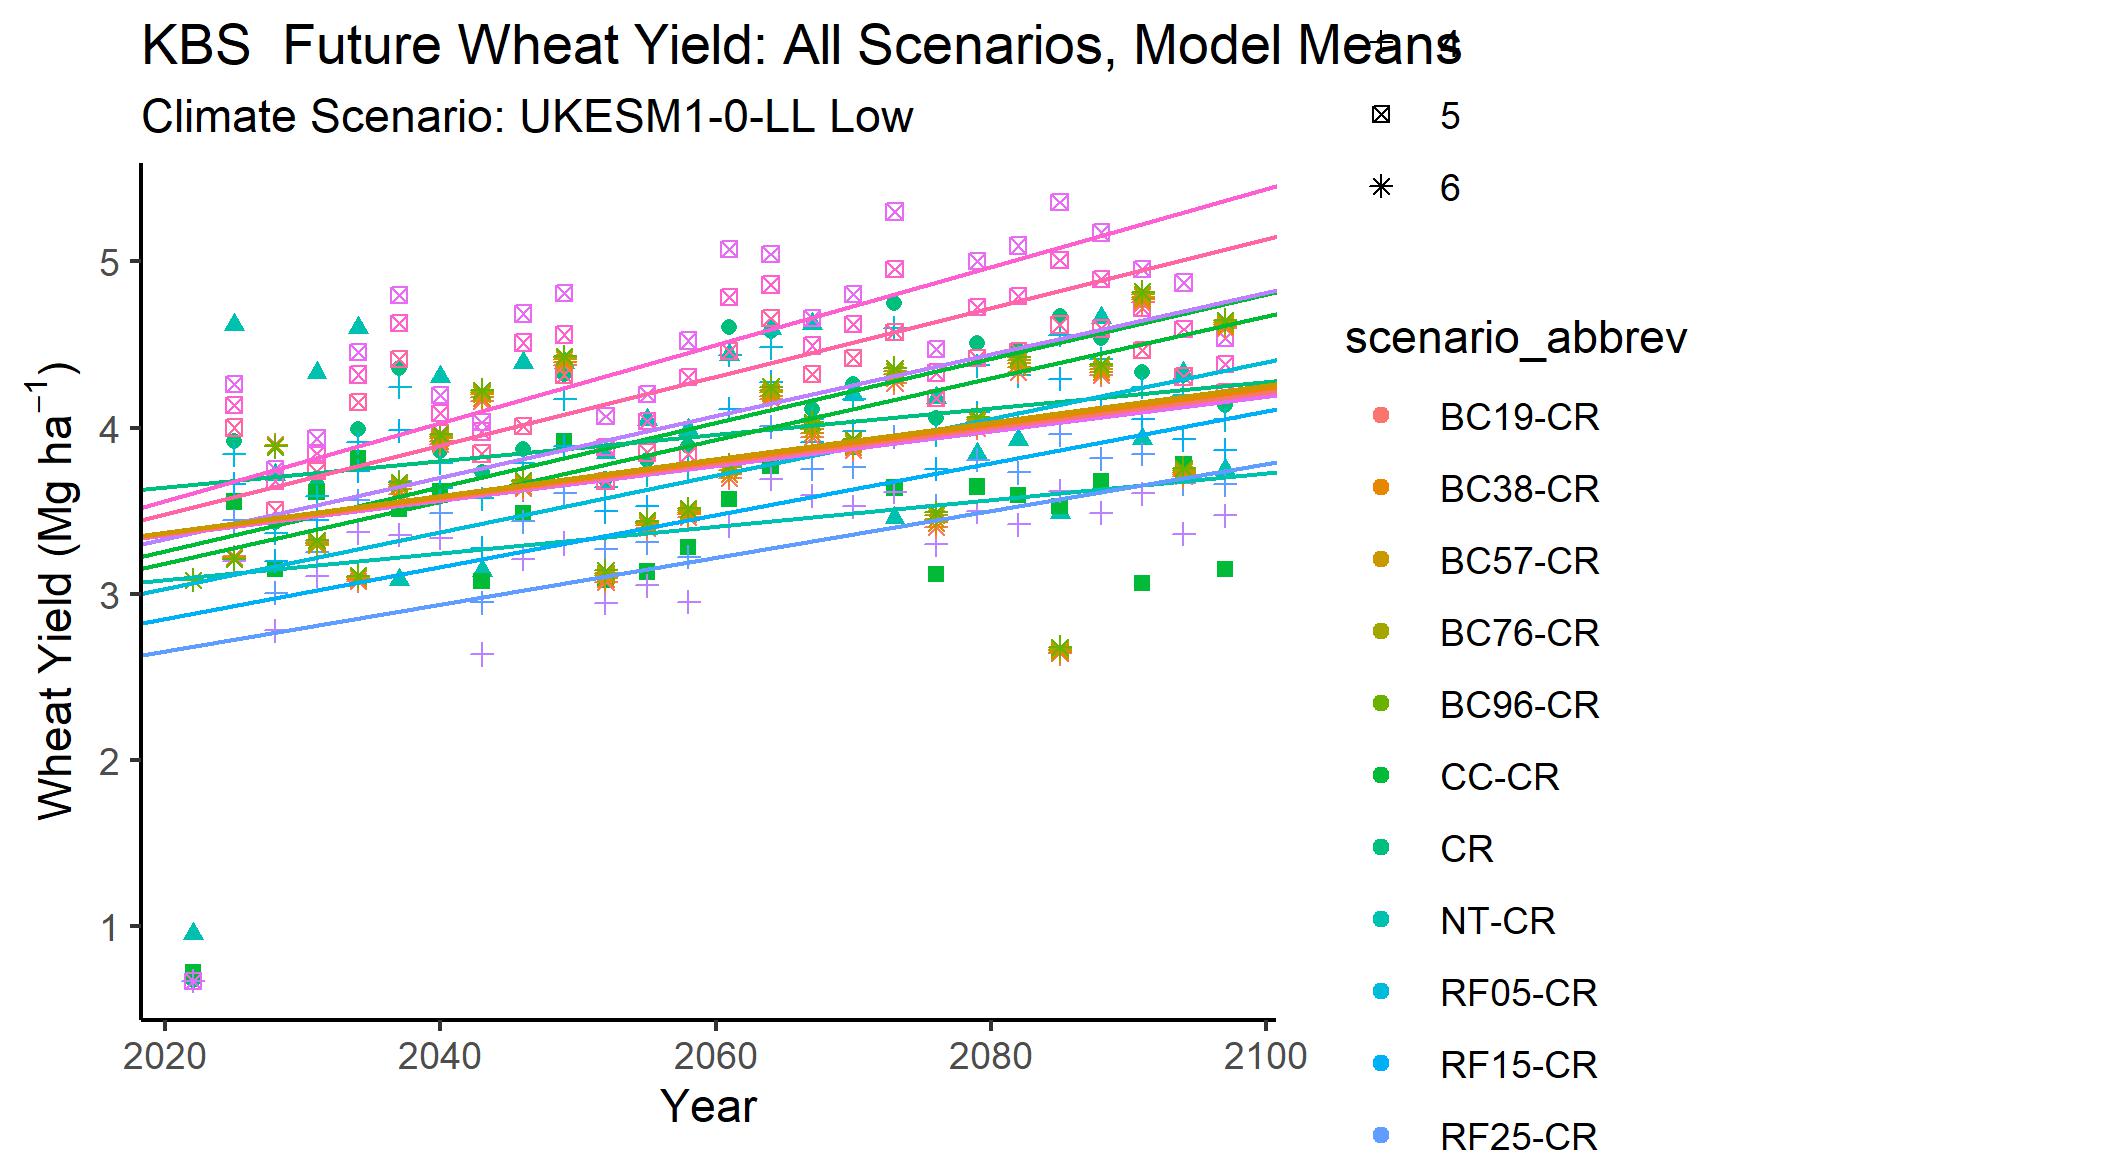 KBS  Future Wheat Yield: All Scenarios, Model Means
4
Climate Scenario: UKESM1-0-LL Low
5
6
Wheat Yield (Mg ha⁻¹)
5
4
3
2
1
2020 2040 2060 2080 2100
Year
scenario_abbrev
BC19-CR
BC38-CR
BC57-CR
BC76-CR
BC96-CR
CC-CR
CR
NT-CR
RF05-CR
RF15-CR
RF25-CR